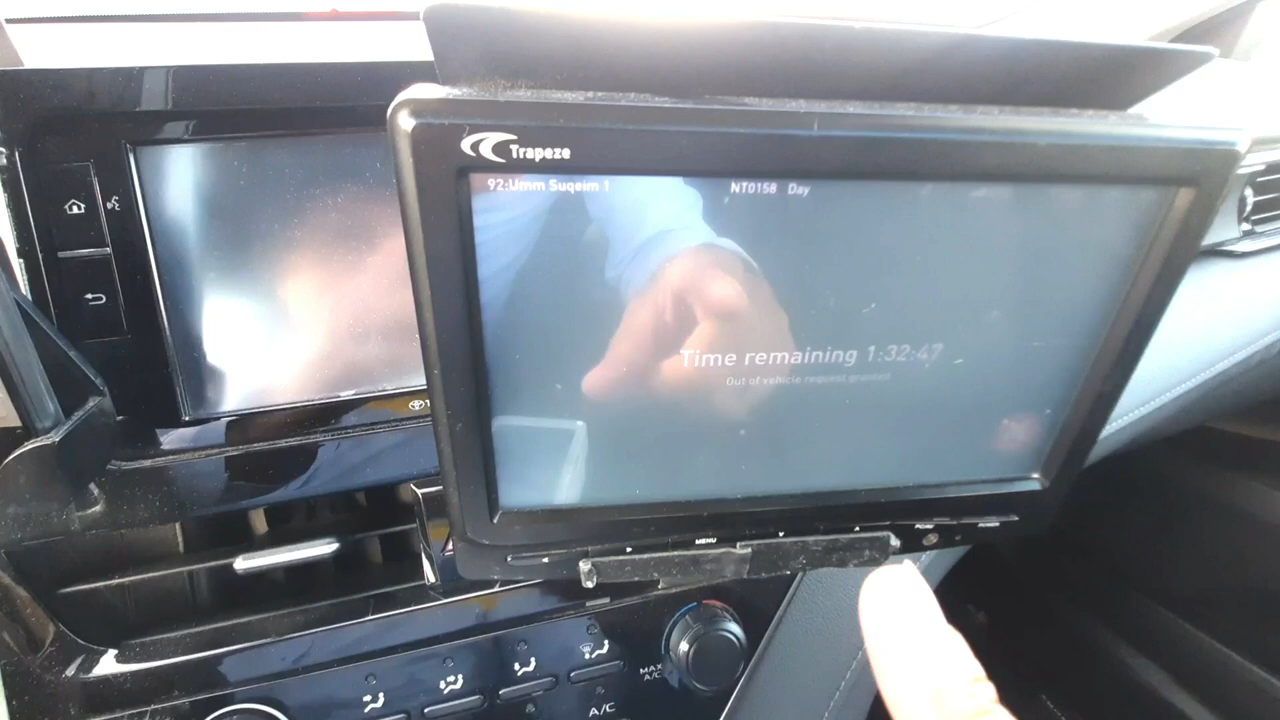 Trapeze
92:Umm Suqeim 1
NT0158 Day
Time remaining 1:32:47
Out of vehicle request granted
MENU
POWER
MAX
A/C
A/C